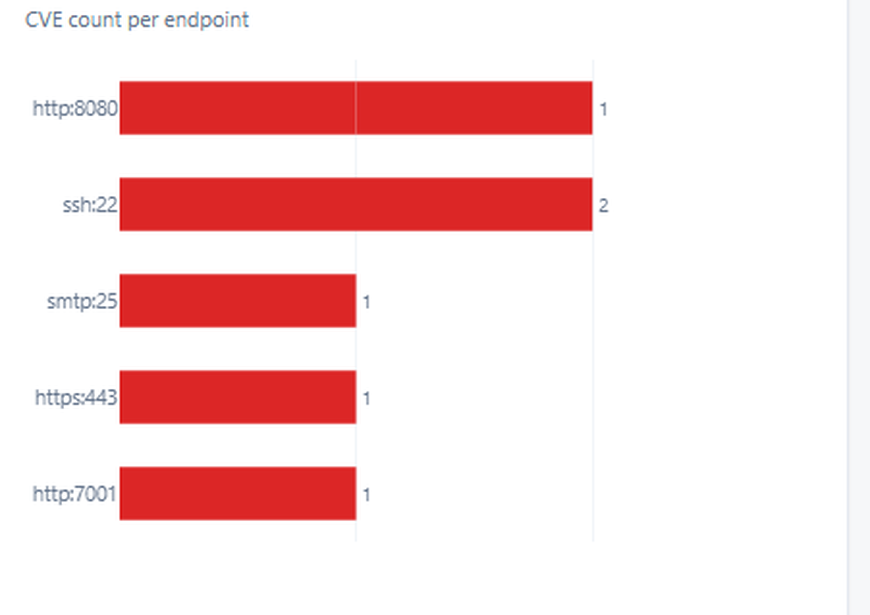 CVE count per endpoint
http:8080 1
ssh:22 2
smtp:25 1
https:443 1
http:7001 1